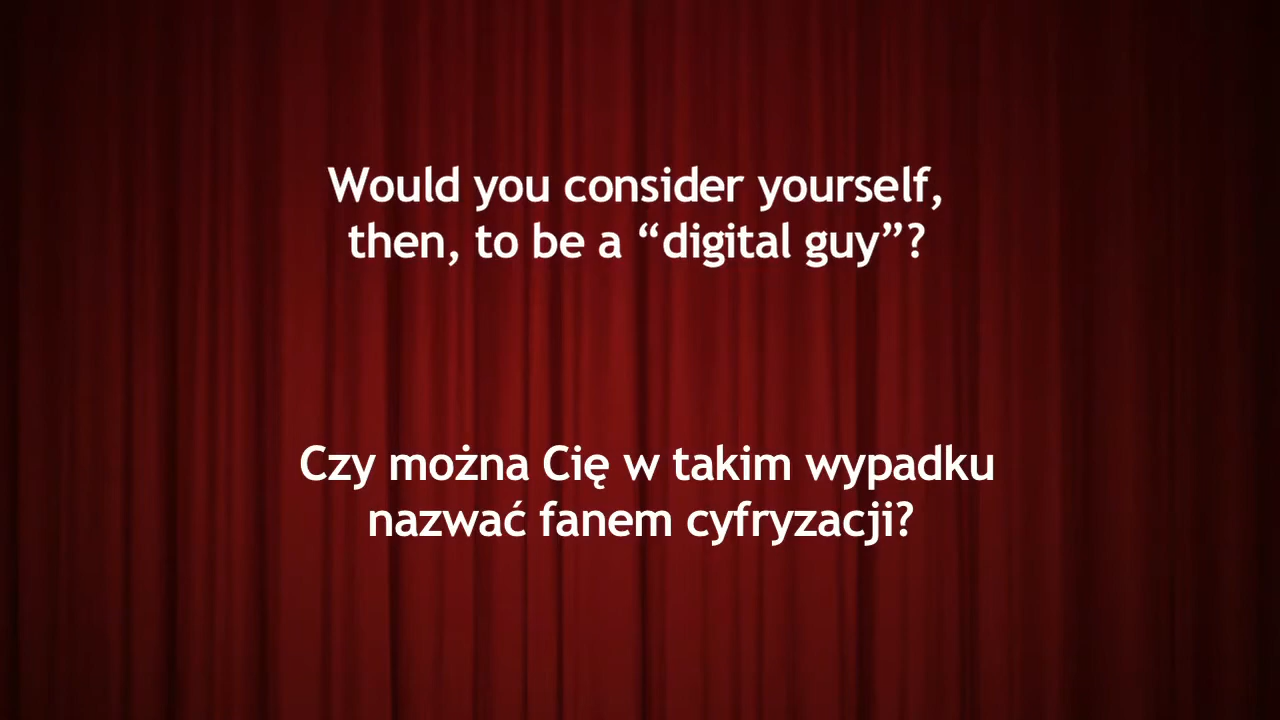 Would you consider yourself,
then, to be a “digital guy”?
Czy można Cię w takim wypadku
nazwać fanem cyfryzacji?